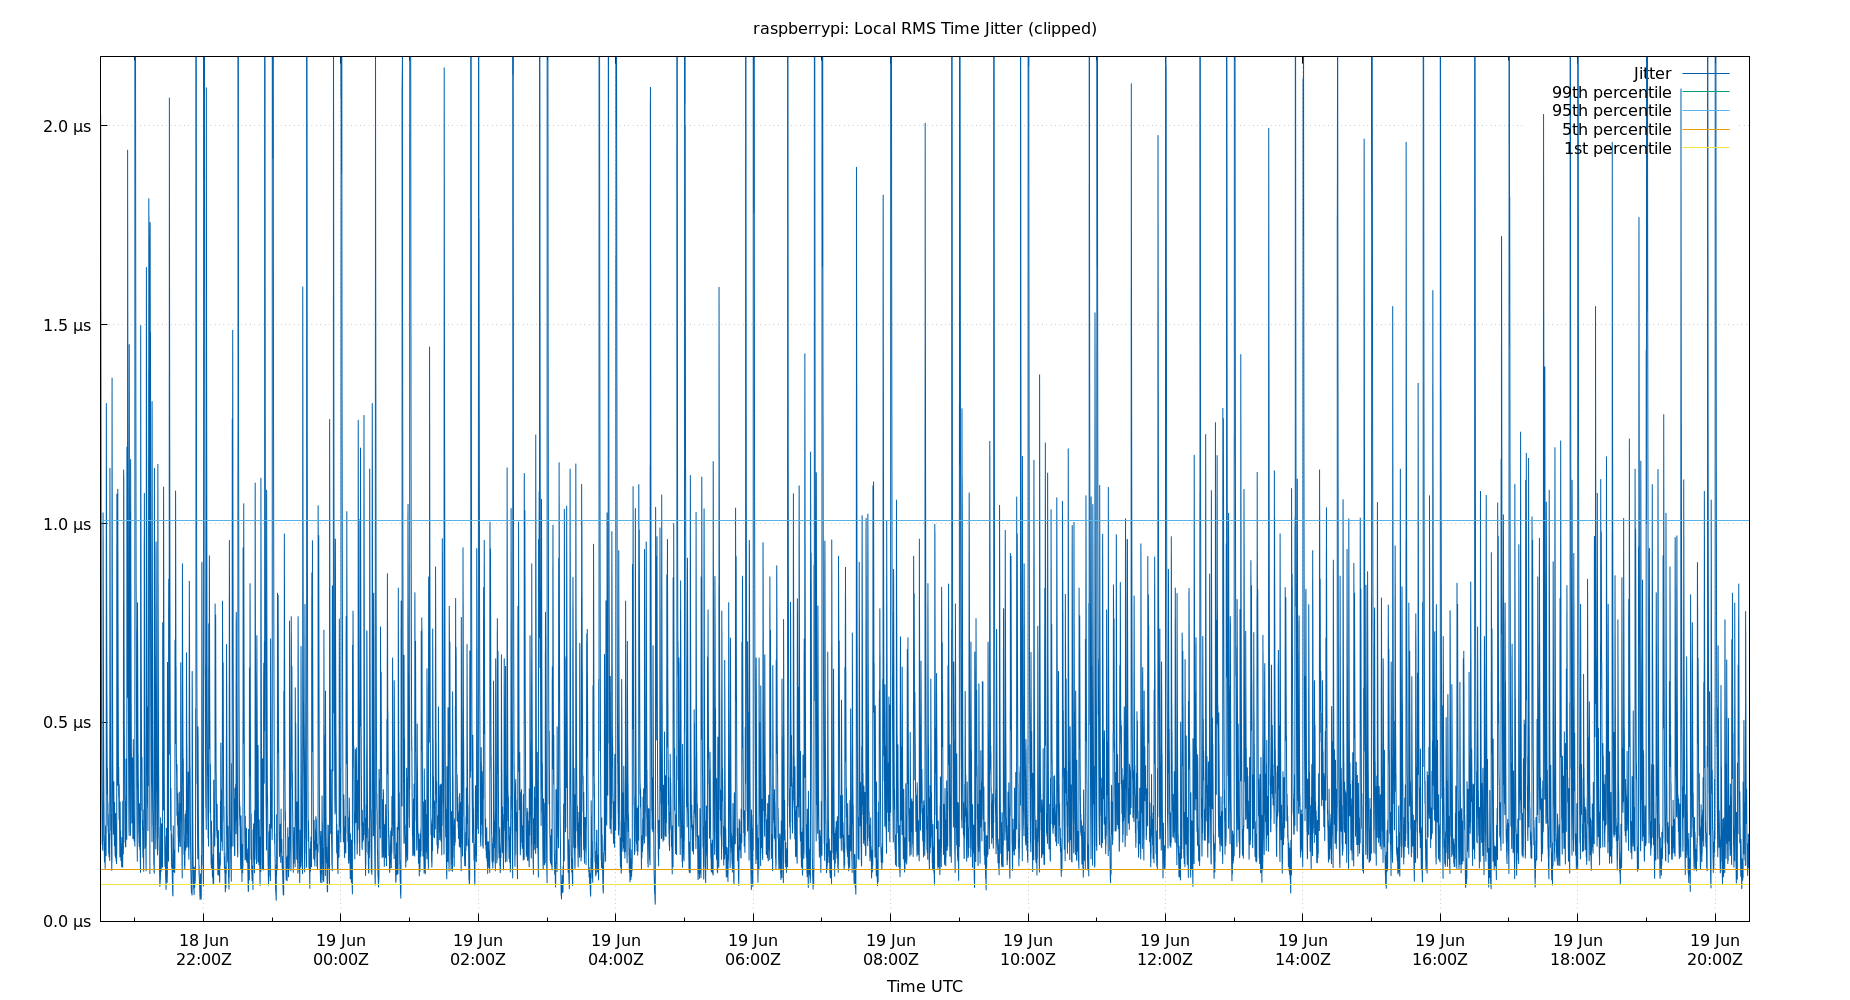 raspberrypi: Local RMS Time Jitter (clipped)
Jitter
99th percentile
95th percentile
5th percentile
1st percentile
2.0 µs
1.5 µs
1.0 µs
0.5 µs
0.0 µs
18 Jun 19 Jun 19 Jun 19 Jun 19 Jun 19 Jun 19 Jun 19 Jun 19 Jun 19 Jun 19 Jun 19 Jun
22:00Z 00:00Z 02:00Z 04:00Z 06:00Z 08:00Z 10:00Z 12:00Z 14:00Z 16:00Z 18:00Z 20:00Z
Time UTC